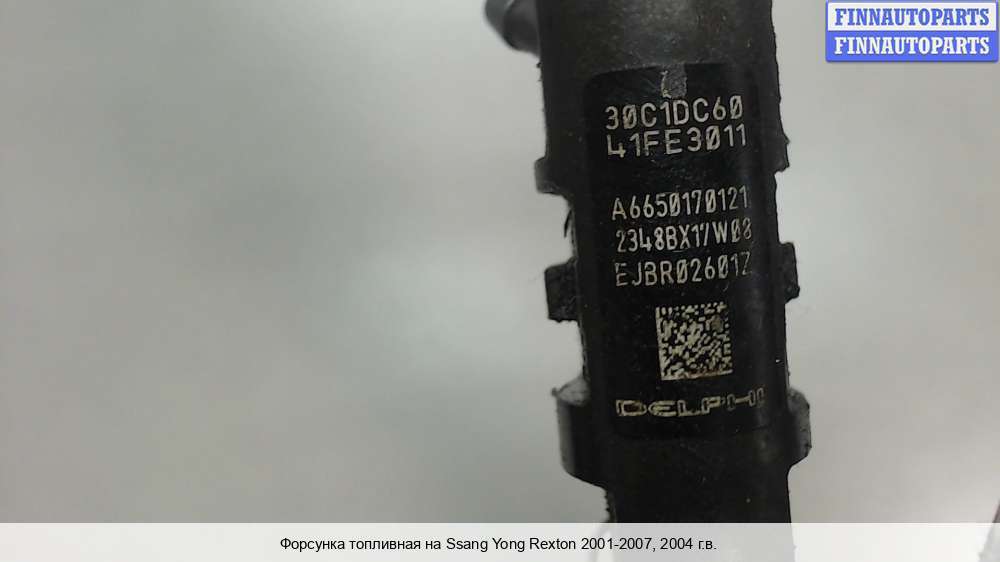 FINNAUTOPARTS
FINNAUTOPARTS
30C1DC60
41FE3011
A6650170121
2348BX17W08
EJBR02601Z
DELPHI
Форсунка топливная на Ssang Yong Rexton 2001-2007, 2004 г.в.